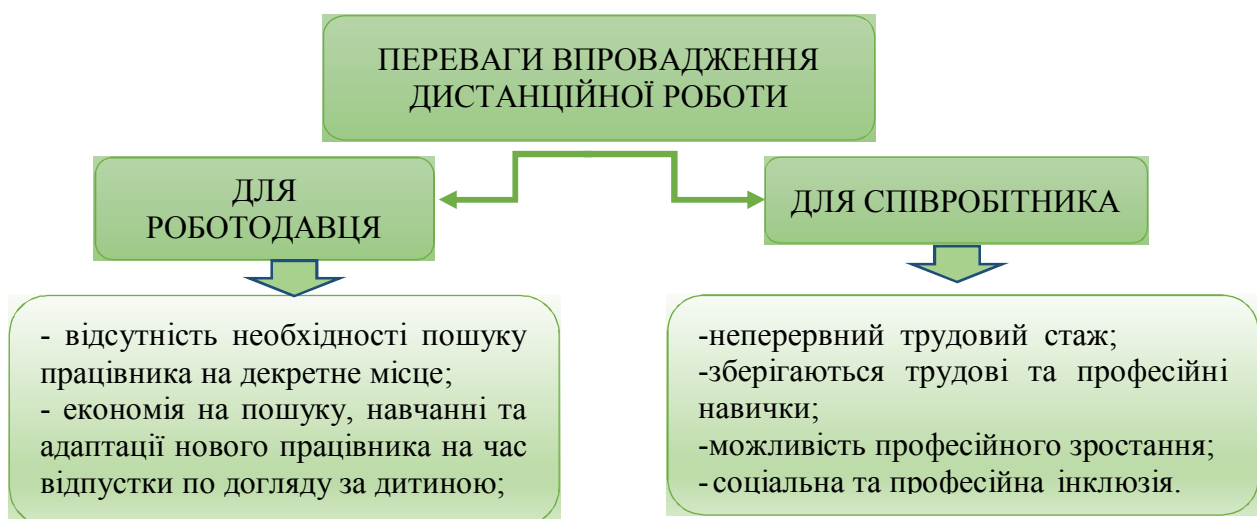 ПЕРЕВАГИ ВПРОВАДЖЕННЯ
ДИСТАНЦІЙНОЇ РОБОТИ
ДЛЯ
РОБОТОДАВЦЯ
ДЛЯ СПІВРОБІТНИКА
- відсутність необхідності пошуку
працівника на декретне місце;
- економія на пошуку, навчанні та
адаптації нового працівника на час
відпустки по догляду за дитиною;
-неперервний трудовий стаж;
-зберігаються трудові та професійні
навички;
-можливість професійного зростання;
-соціальна та професійна інклюзія.